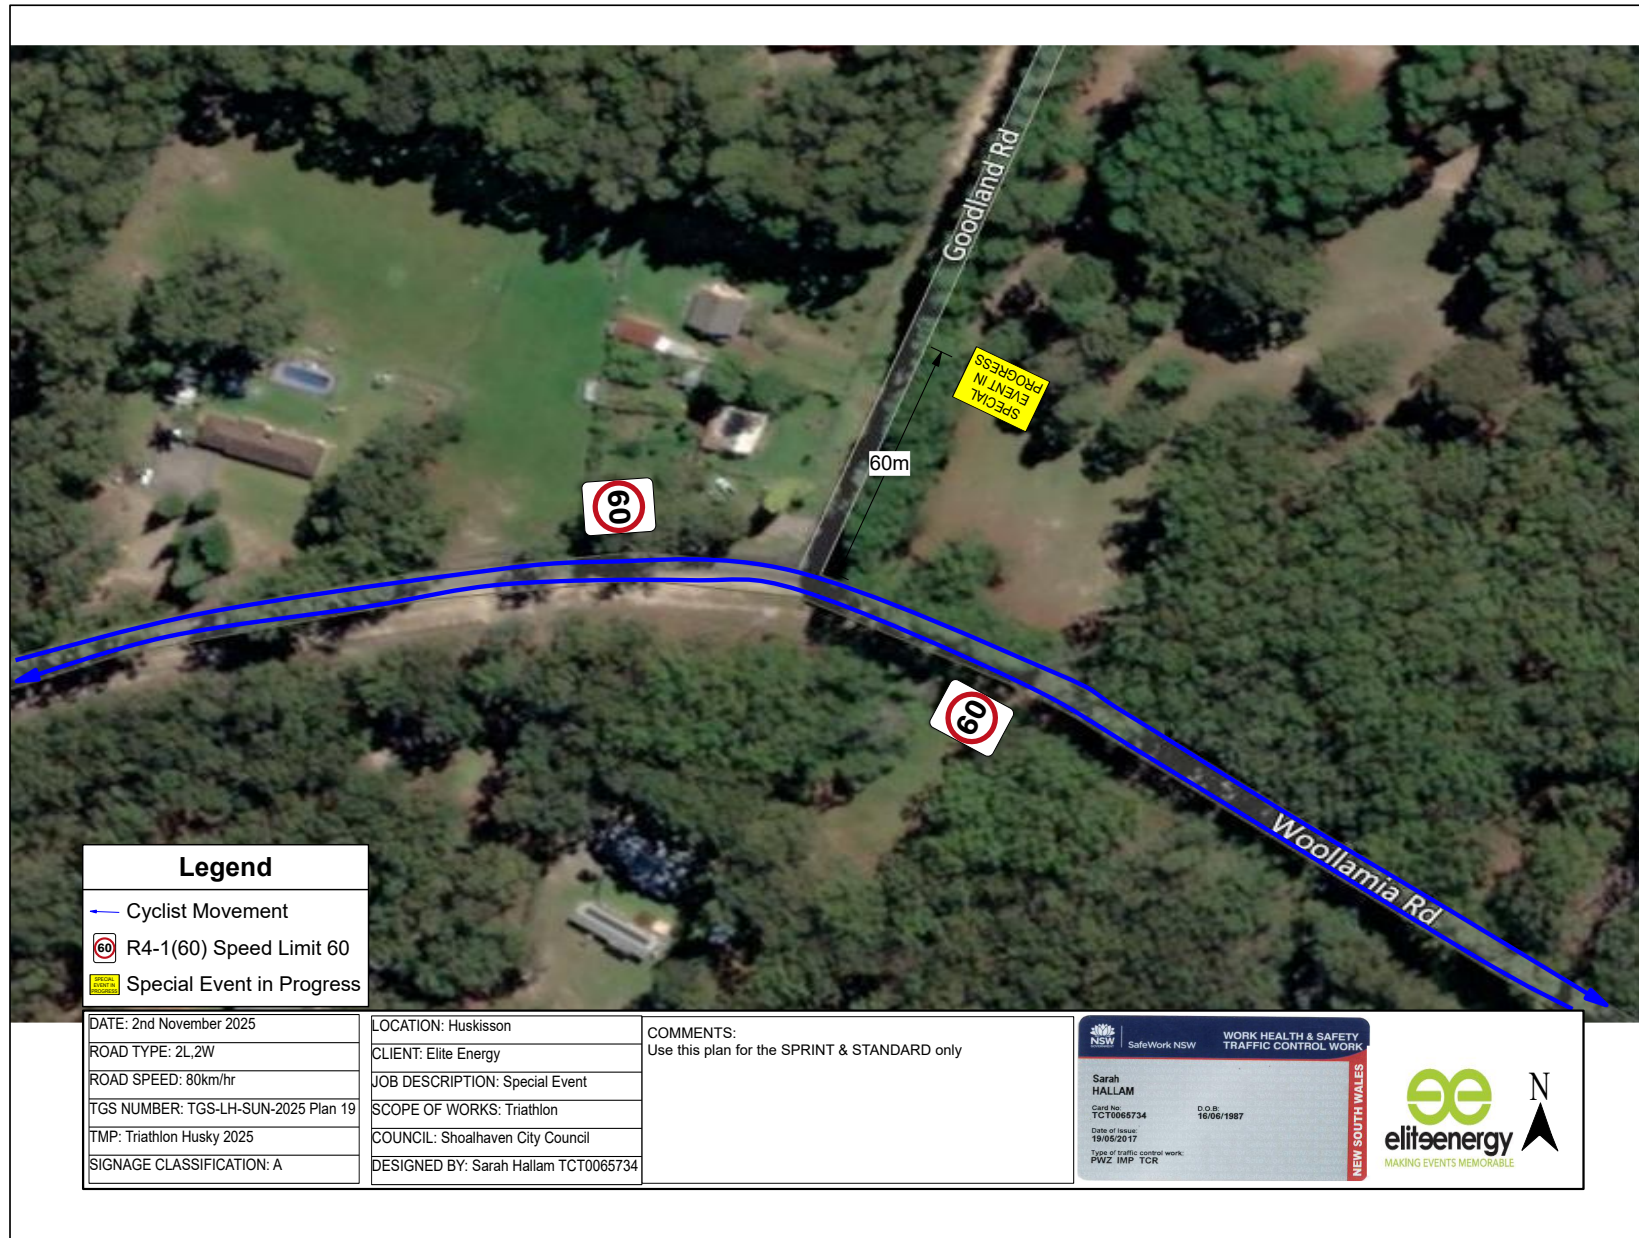 Goodland Rd
SPECIAL
EVENT IN
PROGRESS
60m
60
60
Woollamia Rd
Legend
Cyclist Movement
60
R4-1(60) Speed Limit 60
SPECIAL
EVENT IN
PROGRESS
Special Event in Progress
DATE: 2nd November 2025
ROAD TYPE: 2L,2W
ROAD SPEED: 80km/hr
TGS NUMBER: TGS-LH-SUN-2025 Plan 19
TMP: Triathlon Husky 2025
SIGNAGE CLASSIFICATION: A
LOCATION: Huskisson
CLIENT: Elite Energy
JOB DESCRIPTION: Special Event
SCOPE OF WORKS: Triathlon
COUNCIL: Shoalhaven City Council
DESIGNED BY: Sarah Hallam TCT0065734
COMMENTS:
Use this plan for the SPRINT & STANDARD only
NSW
SafeWork NSW
WORK HEALTH & SAFETY
TRAFFIC CONTROL WORK
Sarah
HALLAM
Card No:
TCT0065734
D.O.B:
16/06/1987
Date of Issue:
19/05/2017
Type of traffic control work:
PWZ IMP TCR
NEW SOUTH WALES
eliteenergy
MAKING EVENTS MEMORABLE
N